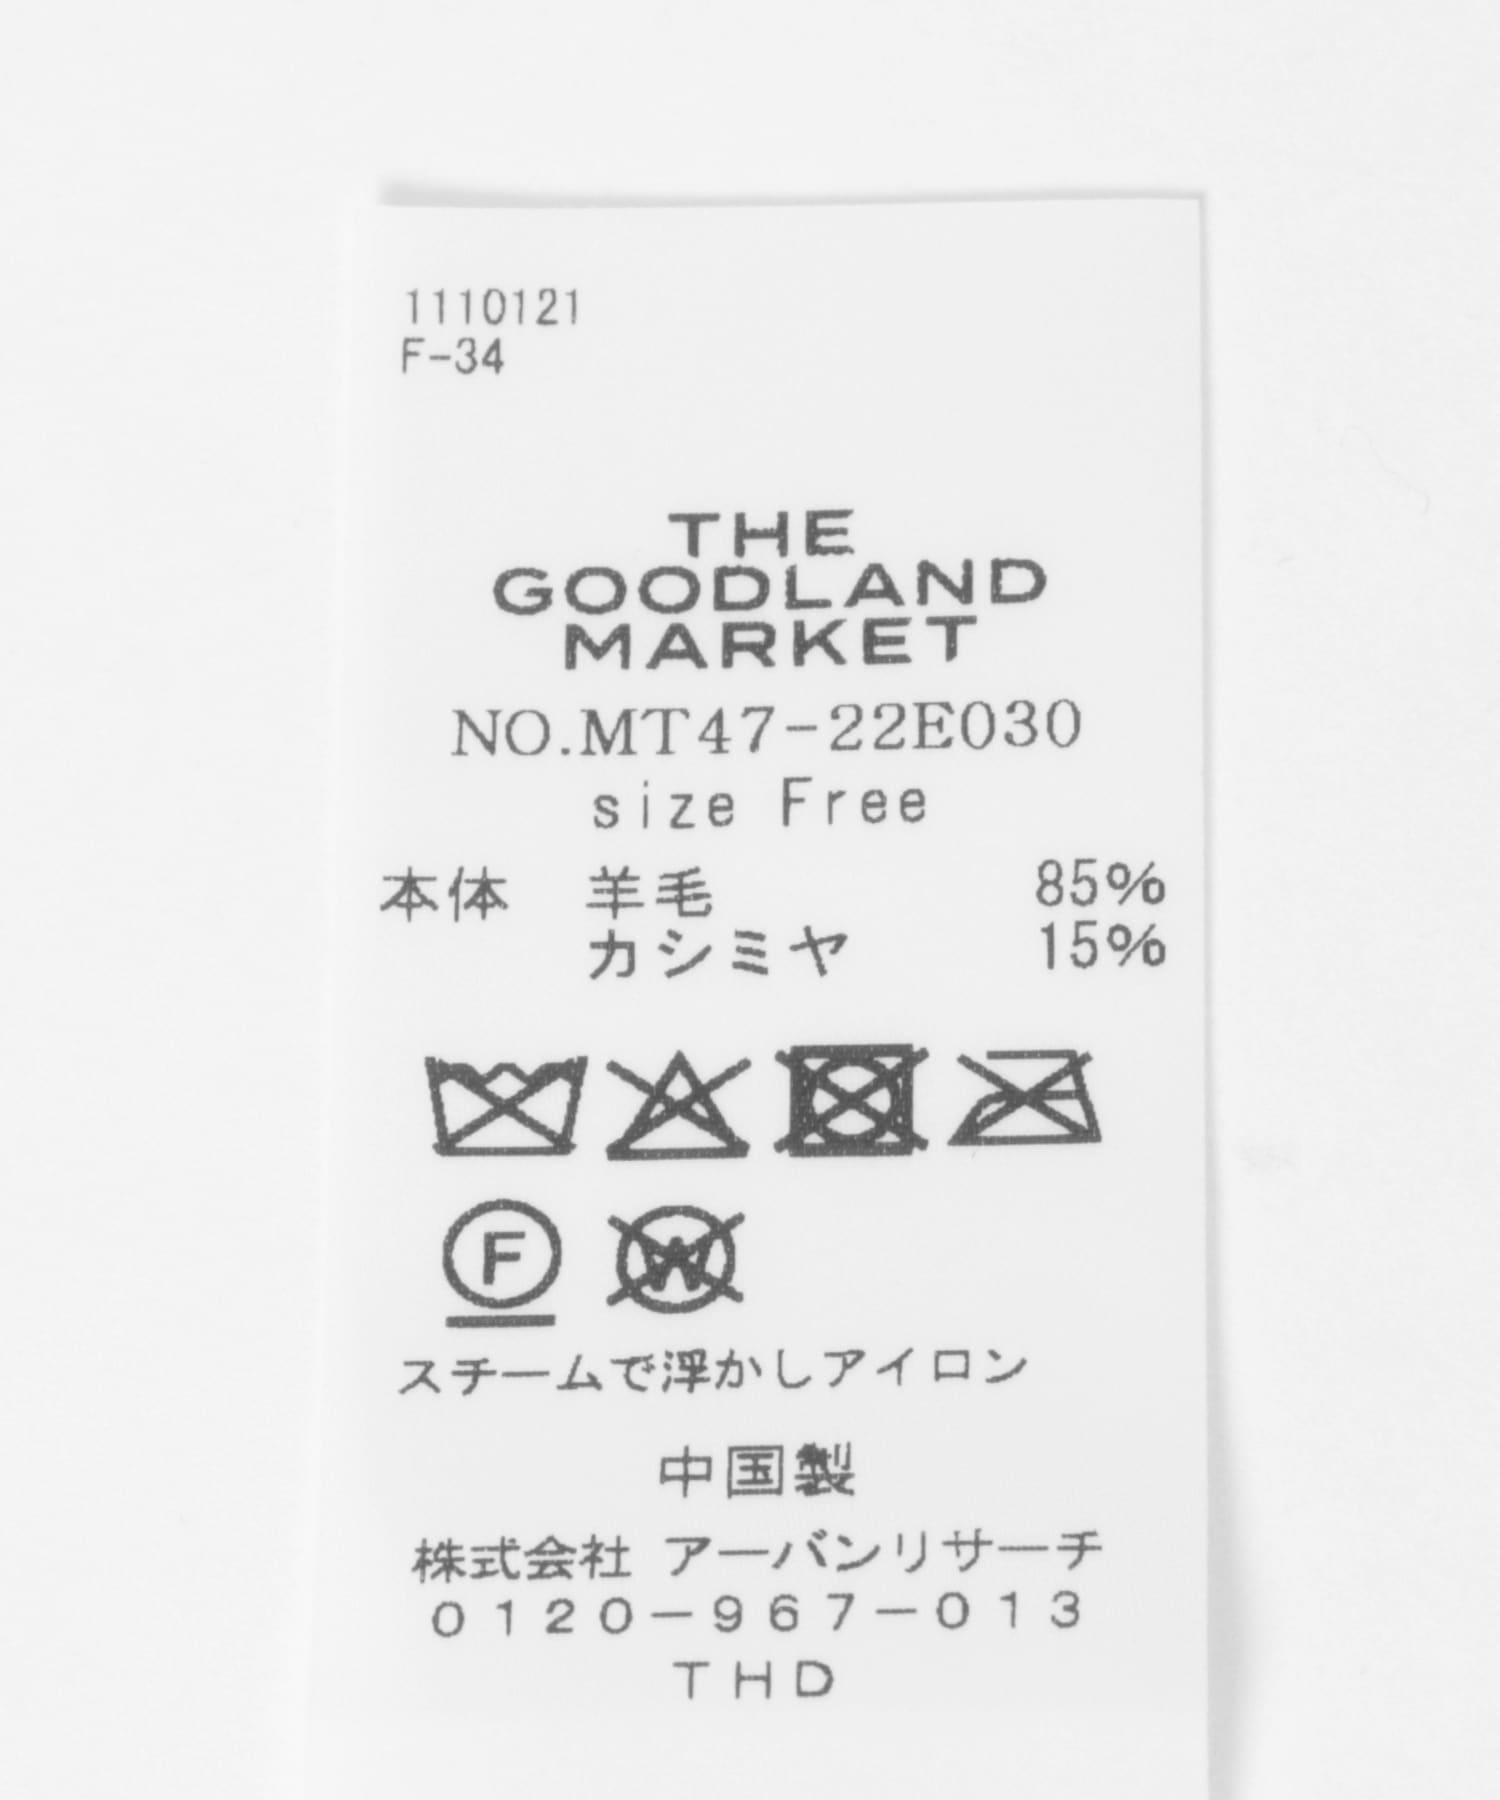 1110121
F-34
THE
GOODLAND
MARKET
NO.MT47-22E030
size Free
本体 羊毛 85%
カシミヤ 15%
F W
スチームで浮かしアイロン
中国製
株式会社 アーバンリサーチ
0120-967-013
THD